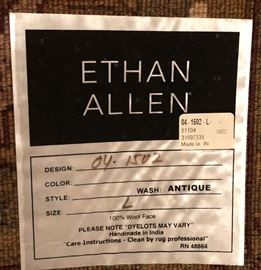 ETHAN
ALLEN
04-1502-L-
51104
31697331 0802
Made in: IN
DESIGN: 04-1502
COLOR:
WASH: ANTIQUE
STYLE:
SIZE: L
100% Wool Face
PLEASE NOTE "DYELOTS MAY VARY"
Handmade in India
"Care Instructions - Clean by rug professional"
RN 48864